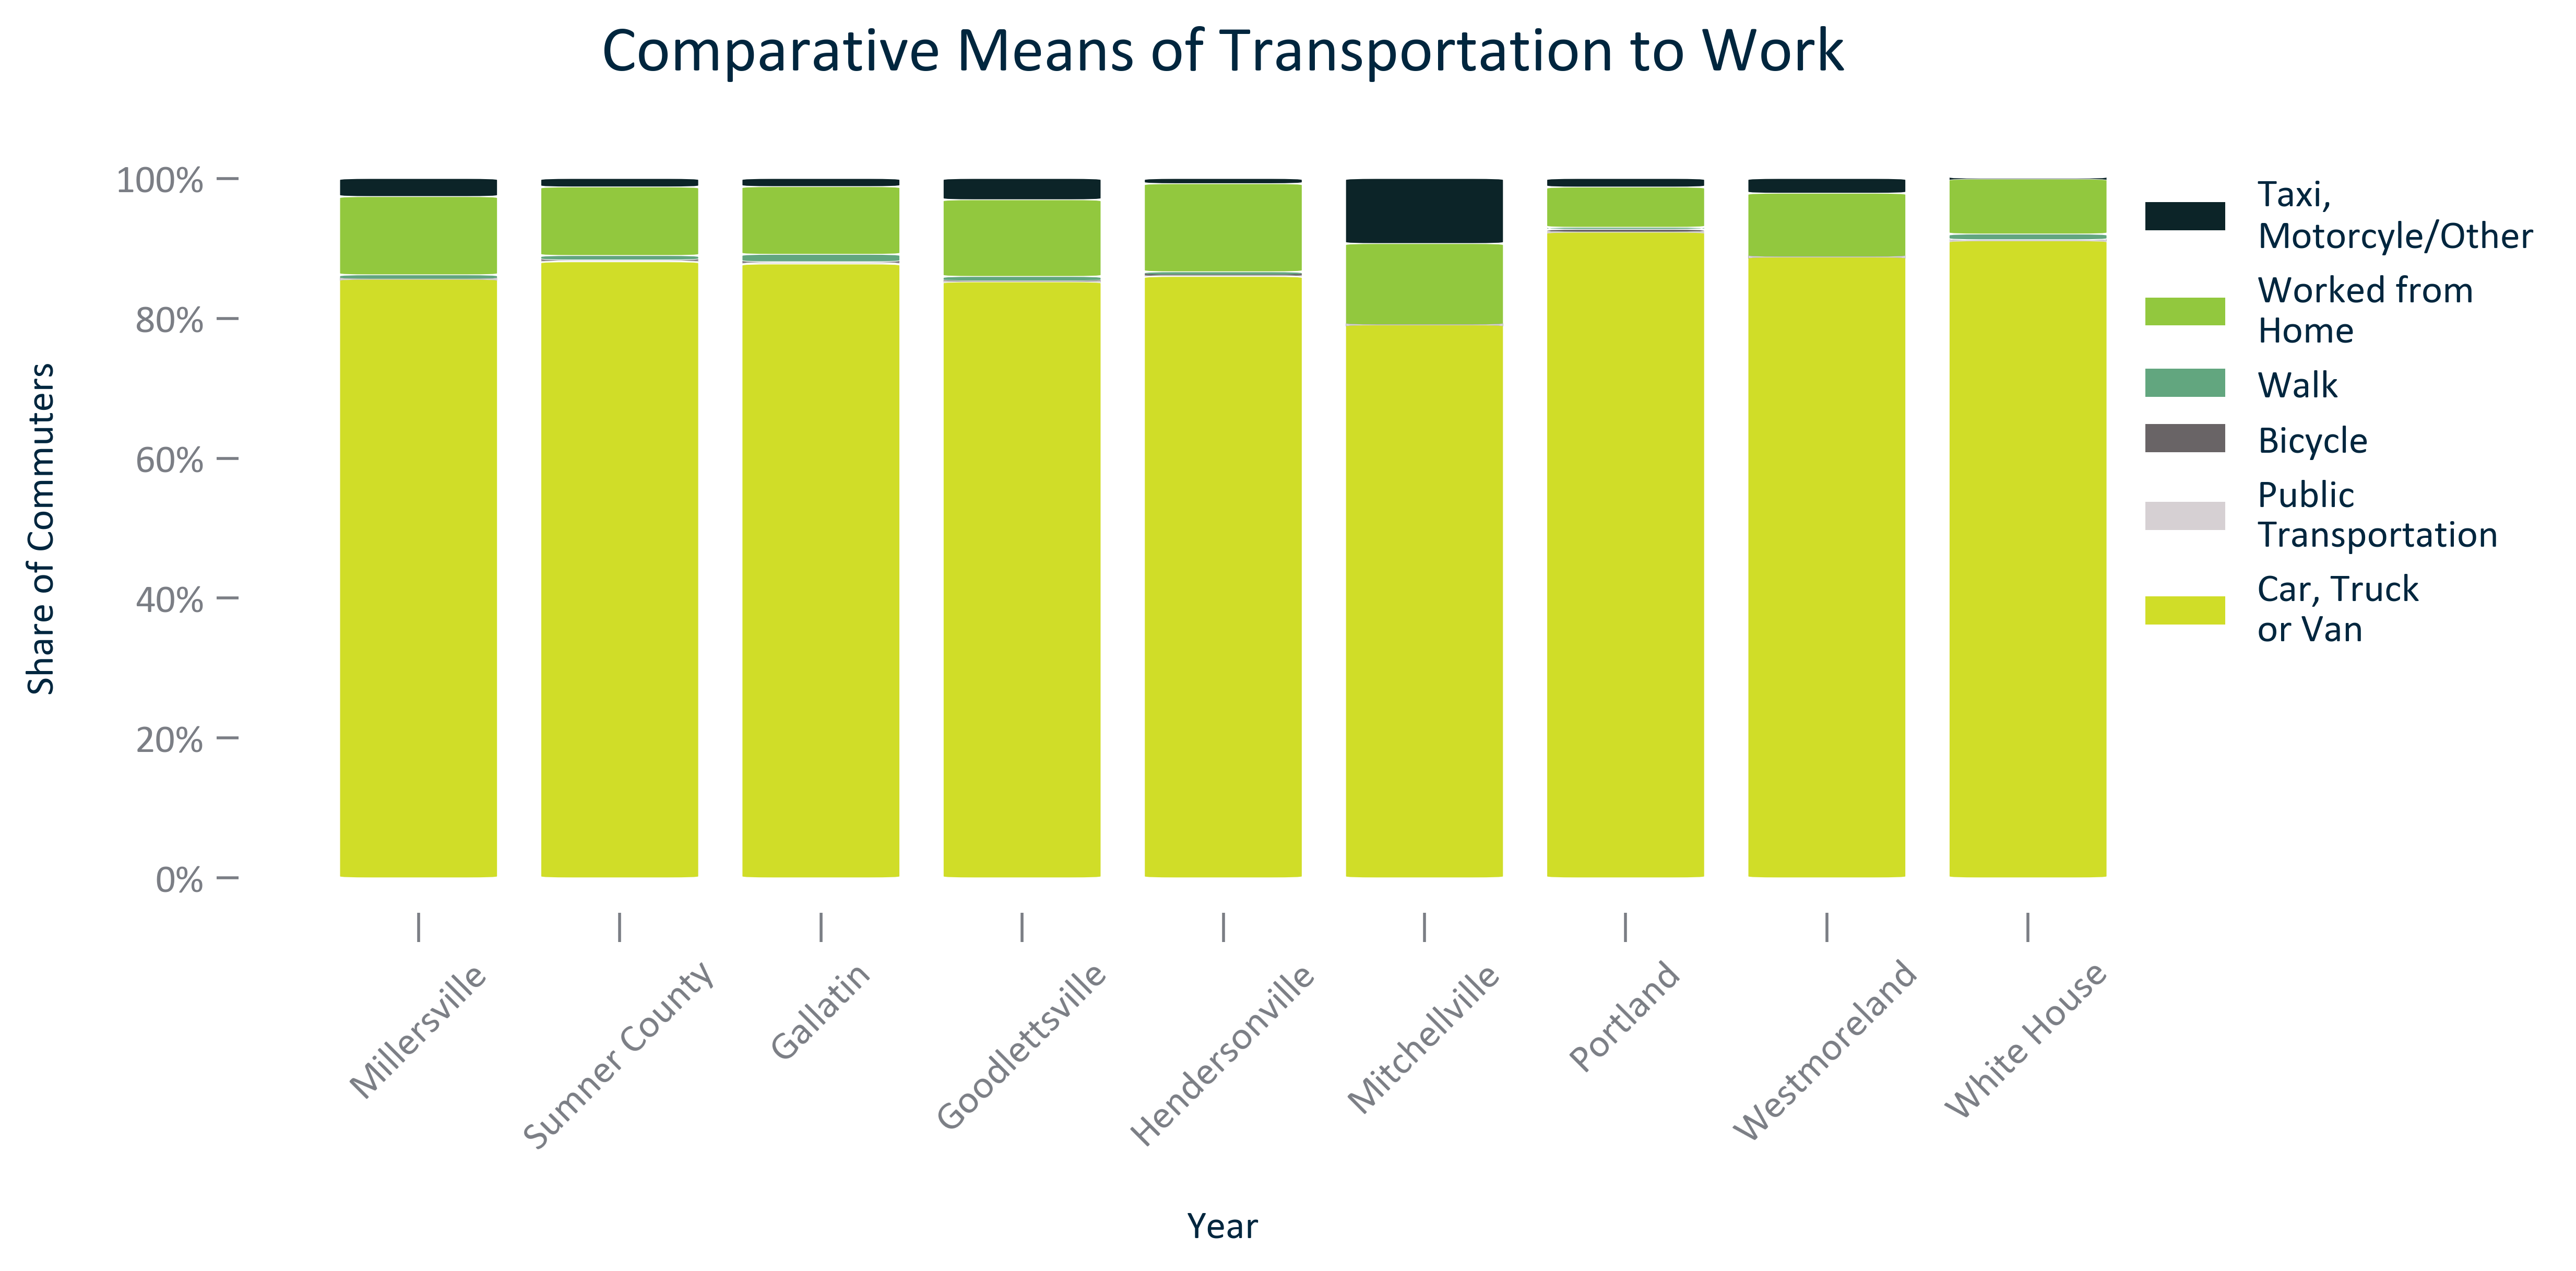 Comparative Means of Transportation to Work
100%
80%
60%
40%
20%
0%
Share of Commuters
Taxi,
Motorcyle/Other
Worked from
Home
Walk
Bicycle
Public
Transportation
Car, Truck
or Van
Millersville
Sumner County
Gallatin
Goodlettsville
Hendersonville
Mitchellville
Portland
Westmoreland
White House
Year